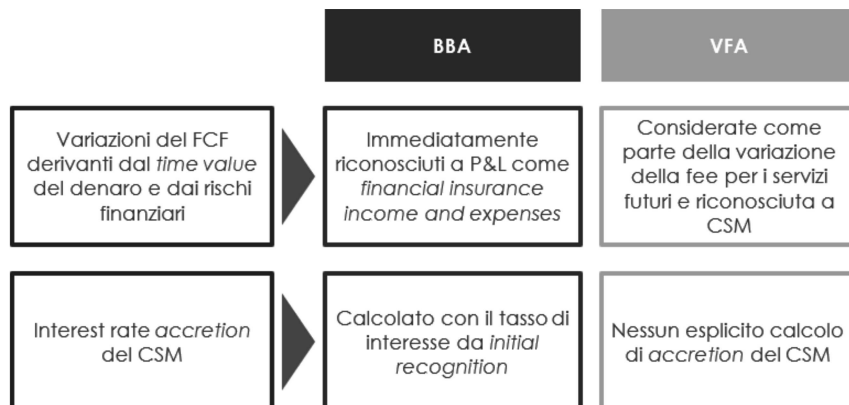 BBA
VFA
Variazioni del FCF
derivanti dal time value
del denaro e dai rischi
finanziari
Immediatamente
riconosciuti a P&L come
financial insurance
income and expenses
Considerate come
parte della variazione
della fee per i servizi
futuri e riconosciuta a
CSM
Interest rate accretion
del CSM
Calcolato con il tasso di
interesse da initial
recognition
Nessun esplicito calcolo
di accretion del CSM